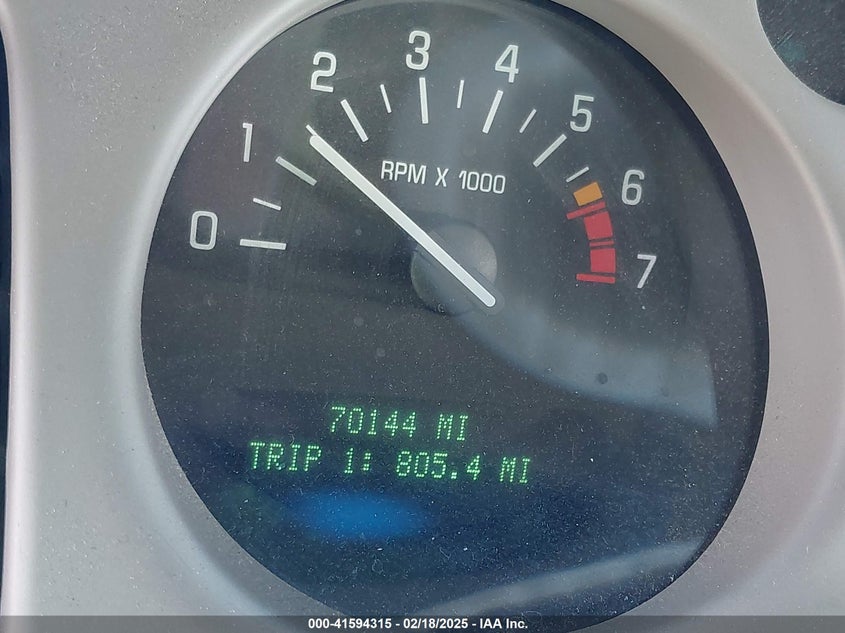 0 1 2 3 4 5 6 7
RPM X 1000
70144 MI
TRIP 1: 805.4 MI
000-41594315 - 02/18/2025 - IAA Inc.